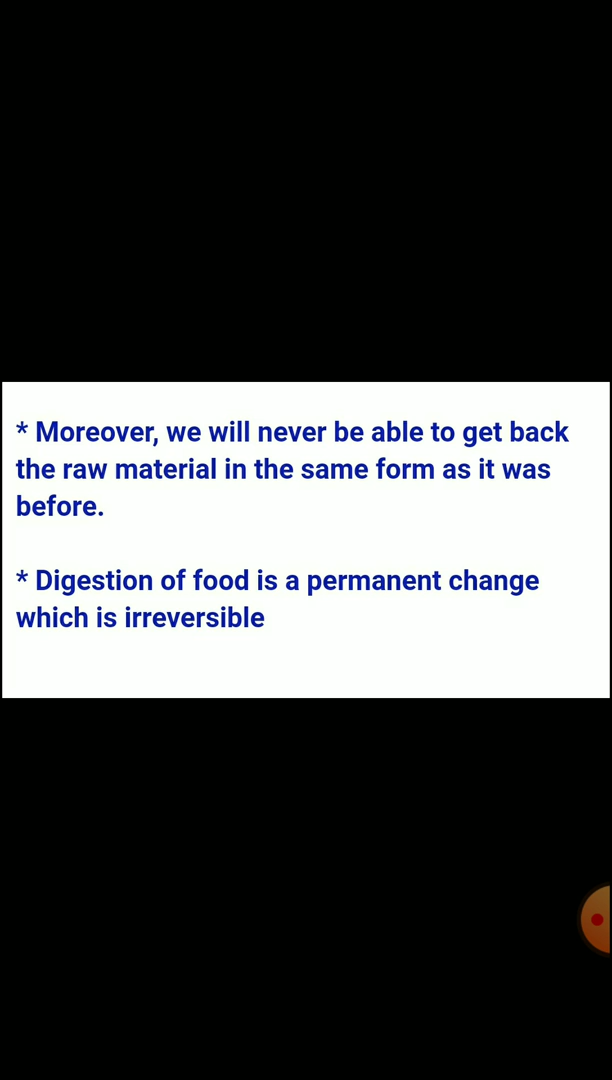 * Moreover, we will never be able to get back
the raw material in the same form as it was
before.
* Digestion of food is a permanent change
which is irreversible